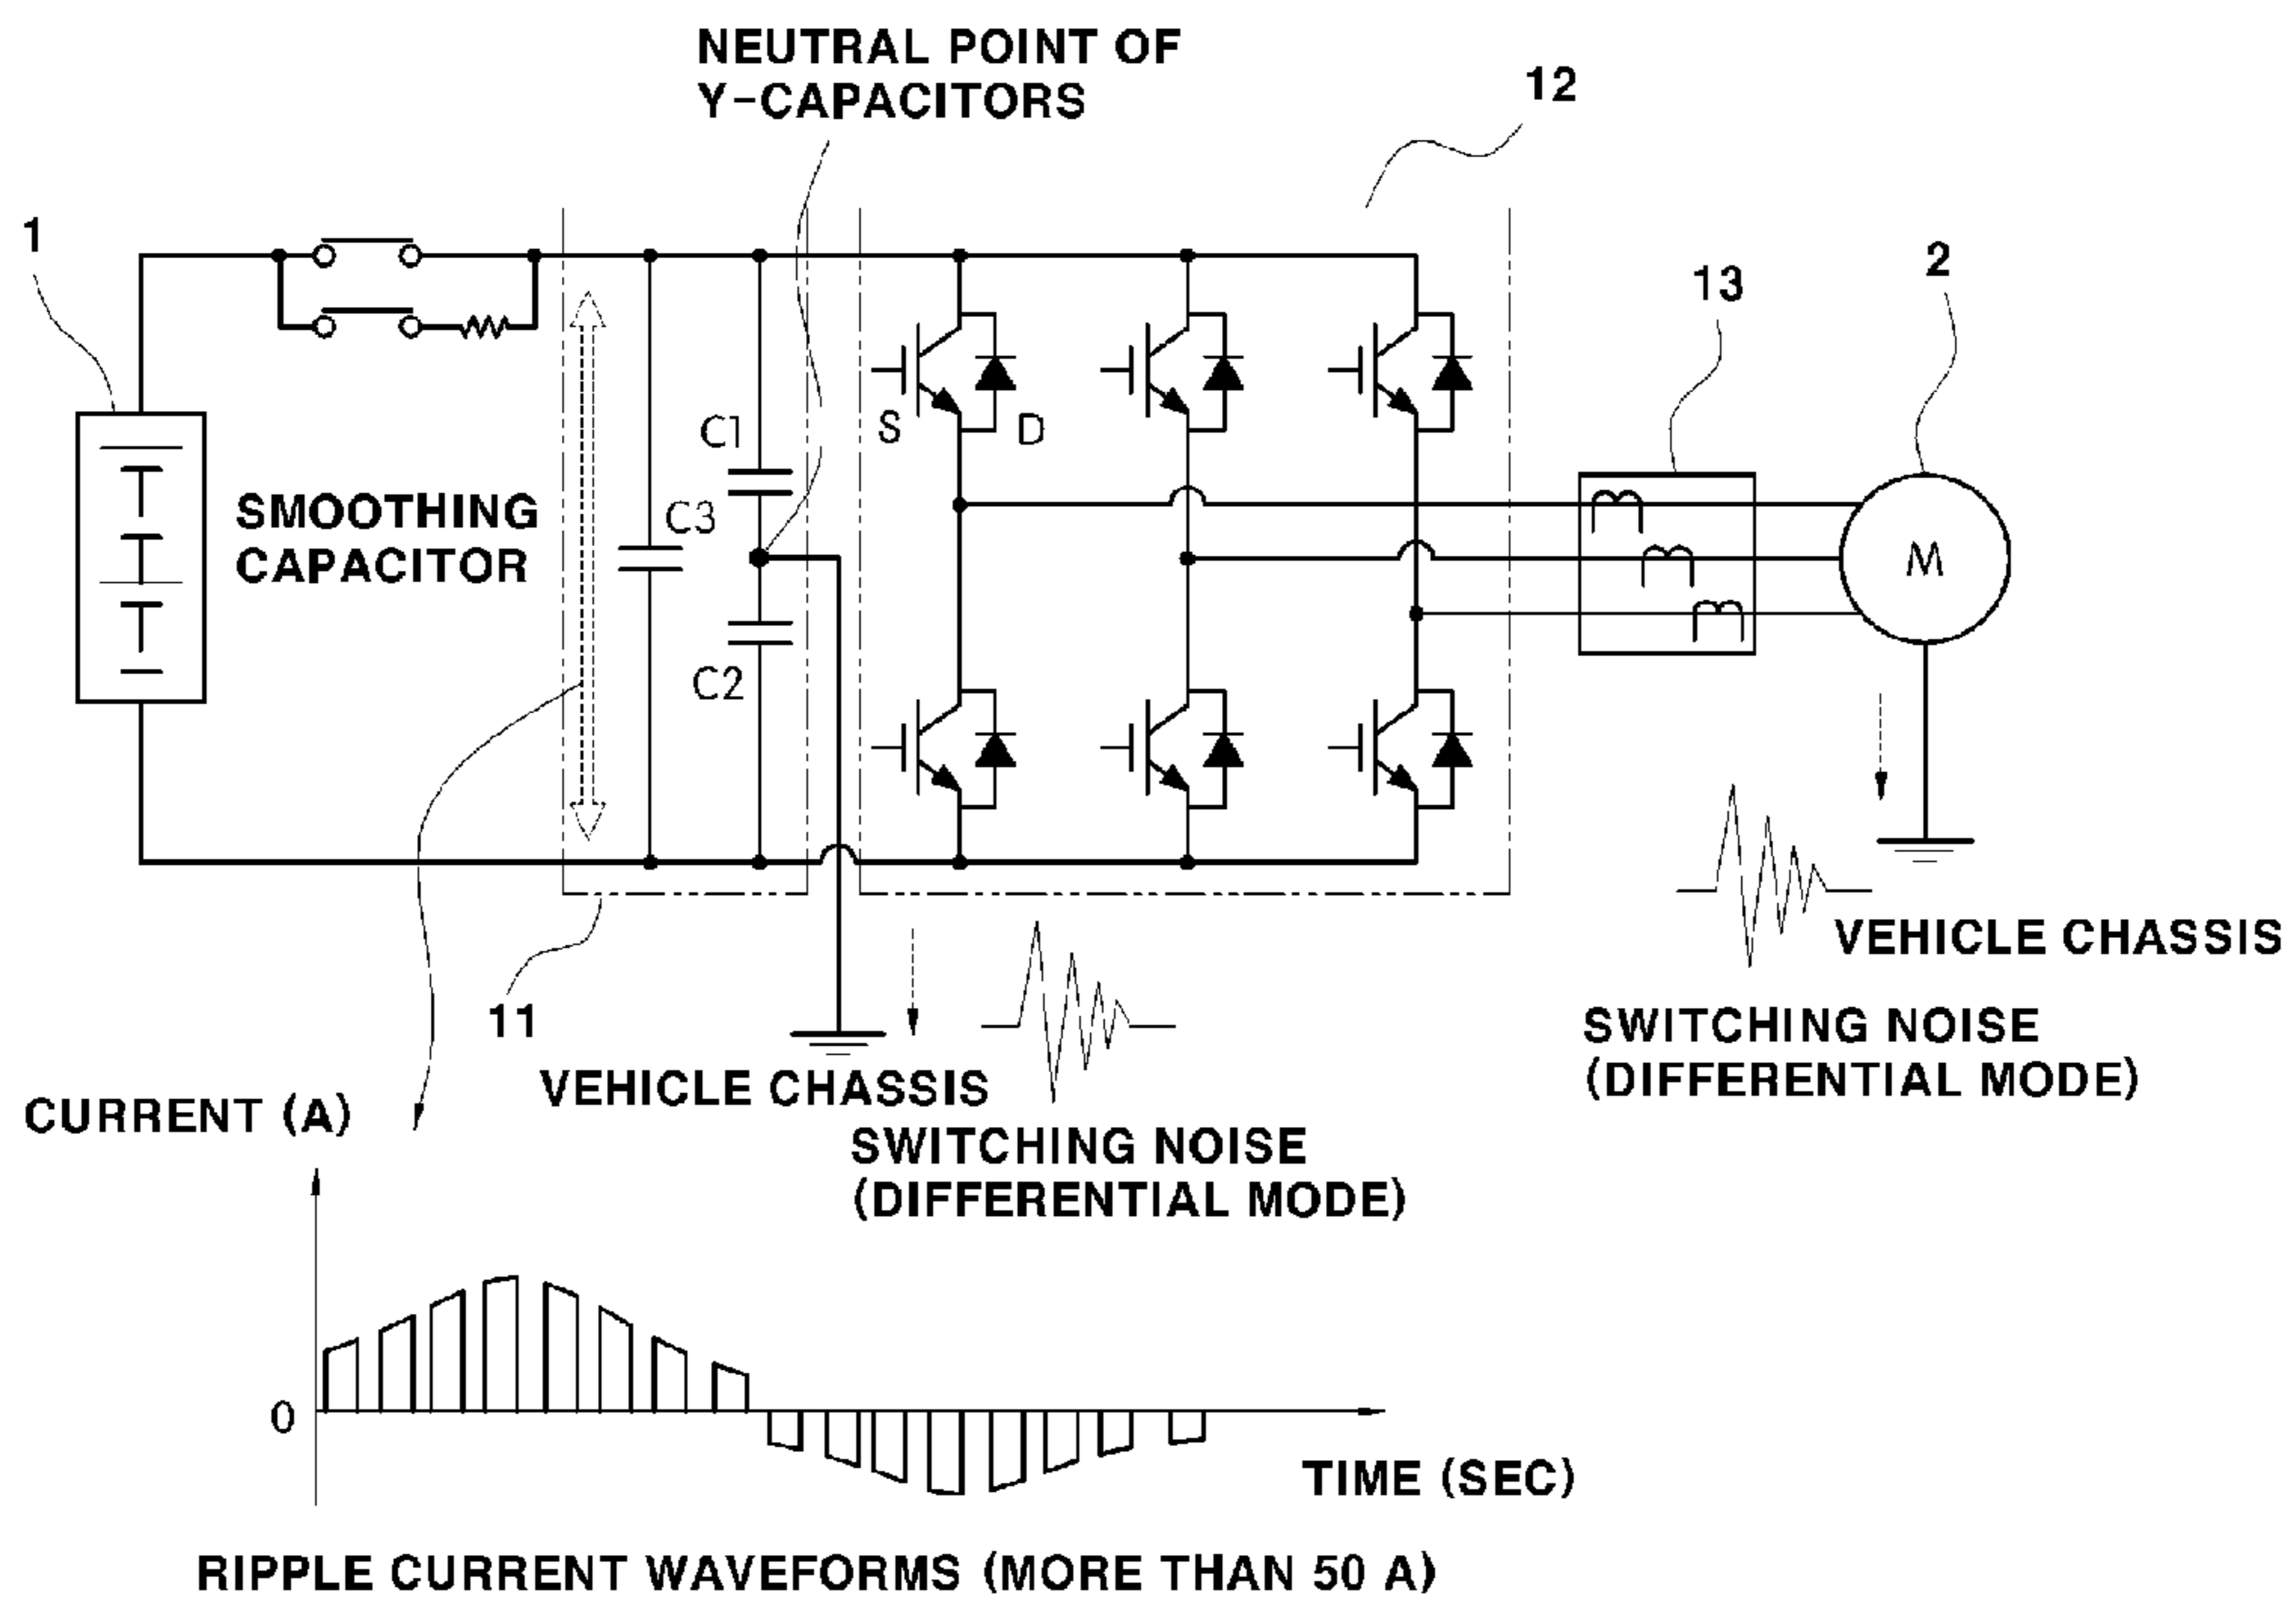 NEUTRAL POINT OF
Y-CAPACITORS
12
1
2
13
S
D
C1
SMOOTHING
CAPACITOR
C3
M
C2
11
VEHICLE CHASSIS
SWITCHING NOISE
(DIFFERENTIAL MODE)
VEHICLE CHASSIS
SWITCHING NOISE
(DIFFERENTIAL MODE)
CURRENT (A)
0
TIME (SEC)
RIPPLE CURRENT WAVEFORMS (MORE THAN 50 A)